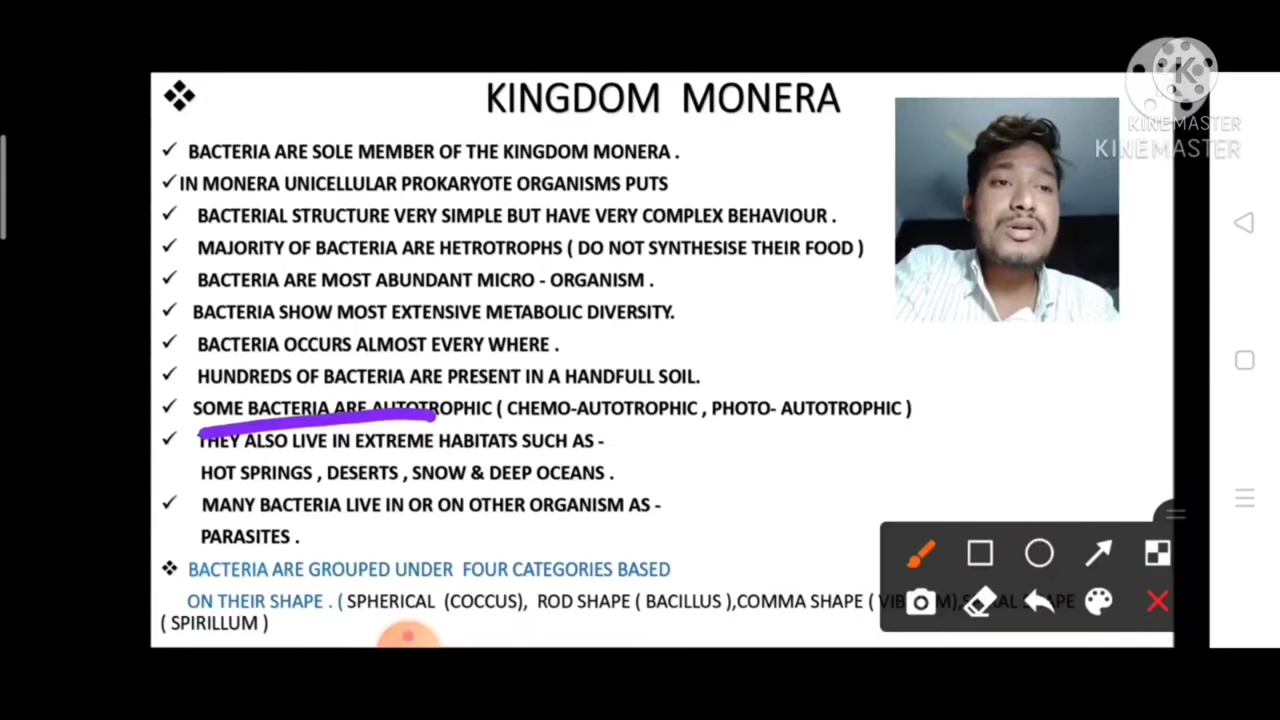 KINGDOM MONERA
KINEMASTER
KINEMASTER
BACTERIA ARE SOLE MEMBER OF THE KINGDOM MONERA .
IN MONERA UNICELLULAR PROKARYOTE ORGANISMS PUTS
BACTERIAL STRUCTURE VERY SIMPLE BUT HAVE VERY COMPLEX BEHAVIOUR .
MAJORITY OF BACTERIA ARE HETROTROPHS ( DO NOT SYNTHESISE THEIR FOOD )
BACTERIA ARE MOST ABUNDANT MICRO - ORGANISM .
BACTERIA SHOW MOST EXTENSIVE METABOLIC DIVERSITY.
BACTERIA OCCURS ALMOST EVERY WHERE .
HUNDREDS OF BACTERIA ARE PRESENT IN A HANDFULL SOIL.
SOME BACTERIA ARE AUTOTROPHIC ( CHEMO-AUTOTROPHIC , PHOTO- AUTOTROPHIC )
THEY ALSO LIVE IN EXTREME HABITATS SUCH AS -
HOT SPRINGS , DESERTS , SNOW & DEEP OCEANS .
MANY BACTERIA LIVE IN OR ON OTHER ORGANISM AS -
PARASITES .
BACTERIA ARE GROUPED UNDER FOUR CATEGORIES BASED
ON THEIR SHAPE . ( SPHERICAL (COCCUS), ROD SHAPE ( BACILLUS ),COMMA SHAPE (
( SPIRILLUM )